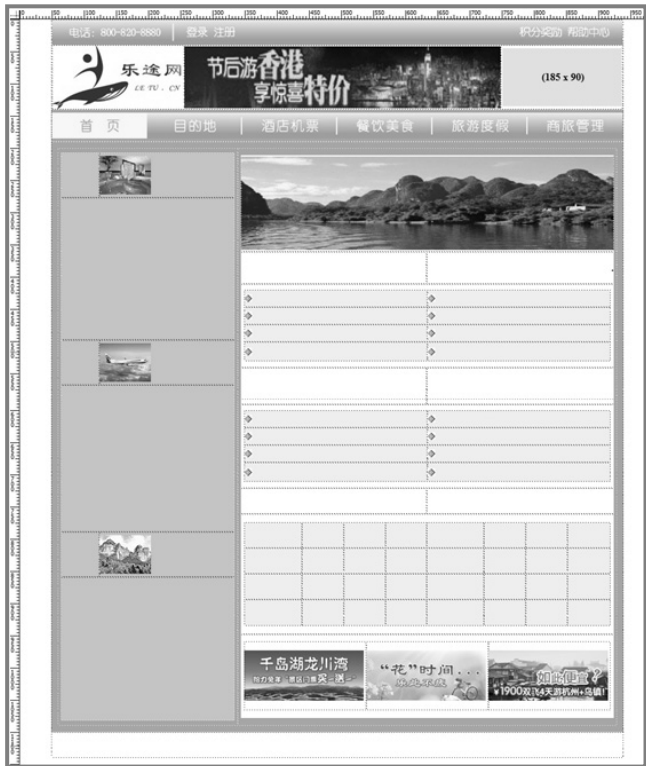 电话: 800-820-8880 登录 注册 积分奖励 帮助中心
乐途网
LE TU . CN
节后游香港
享惊喜特价
(185 x 90)
首 页 目的地 酒店机票 餐饮美食 旅游度假 商旅管理
千岛湖龙川湾
"花"时间...
如此便宜
¥1900双飞4天游杭州+乌镇!